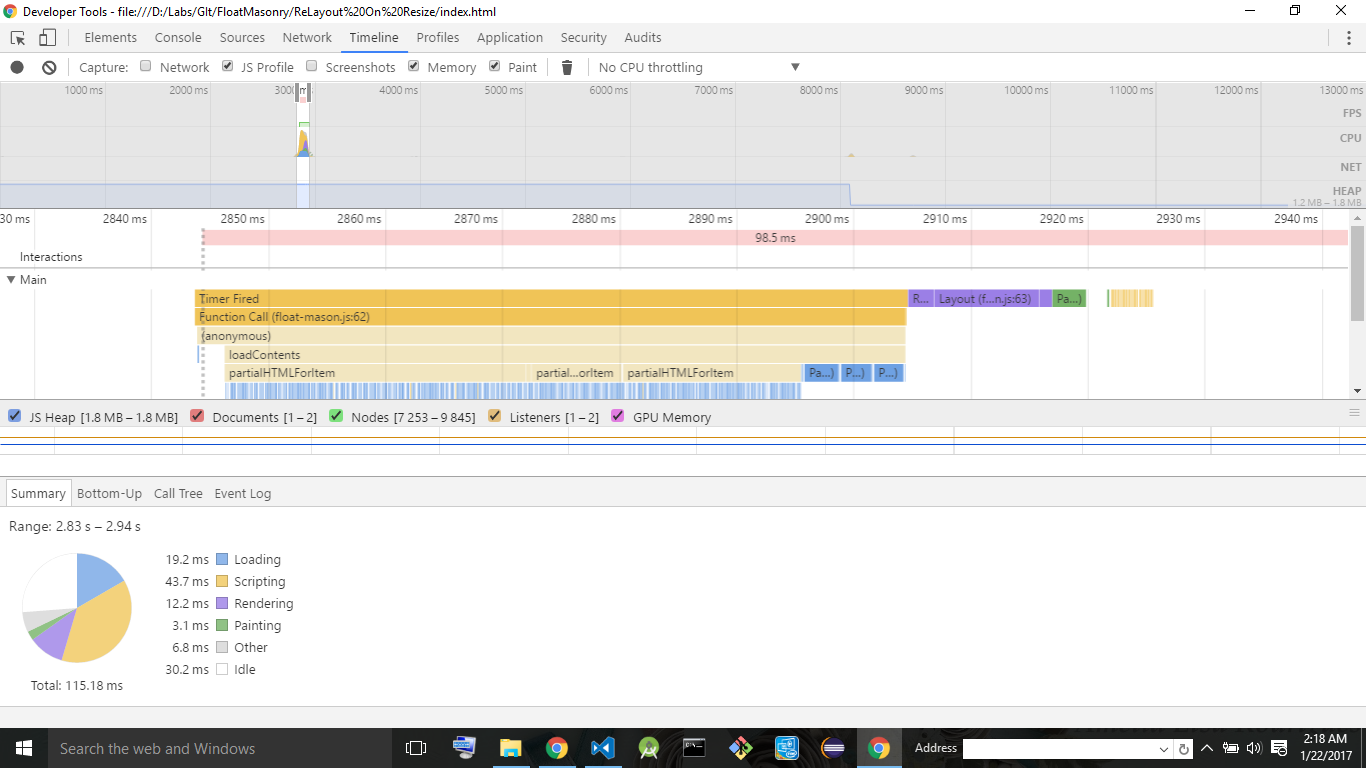 Developer Tools - file:///D:/Labs/GIt/FloatMasonry/ReLayout%20On%20Resize/index.html
Elements Console Sources Network Timeline Profiles Application Security Audits
Capture: Network JS Profile Screenshots Memory Paint No CPU throttling
1000 ms 2000 ms 3000 4000 ms 5000 ms 6000 ms 7000 ms 8000 ms 9000 ms 10000 ms 11000 ms 12000 ms 13000 ms
FPS
CPU
NET
HEAP
1.2 MB – 1.8 MB
30 ms 2840 ms 2850 ms 2860 ms 2870 ms 2880 ms 2890 ms 2900 ms 2910 ms 2920 ms 2930 ms 2940 ms
98.5 ms
Interactions
Main
Timer Fired R... Layout (f...n.js:63) Pa...)
Function Call (float-mason.js:62)
(anonymous)
loadContents
partialHTMLForItem partial...orItem partialHTMLForItem Pa...) P...) P...)
JS Heap [1.8 MB – 1.8 MB] Documents [1 – 2] Nodes [7 253 – 9 845] Listeners [1 – 2] GPU Memory
Summary Bottom-Up Call Tree Event Log
Range: 2.83 s – 2.94 s
19.2 ms Loading
43.7 ms Scripting
12.2 ms Rendering
3.1 ms Painting
6.8 ms Other
30.2 ms Idle
Total: 115.18 ms
Search the web and Windows Address 2:18 AM
1/22/2017